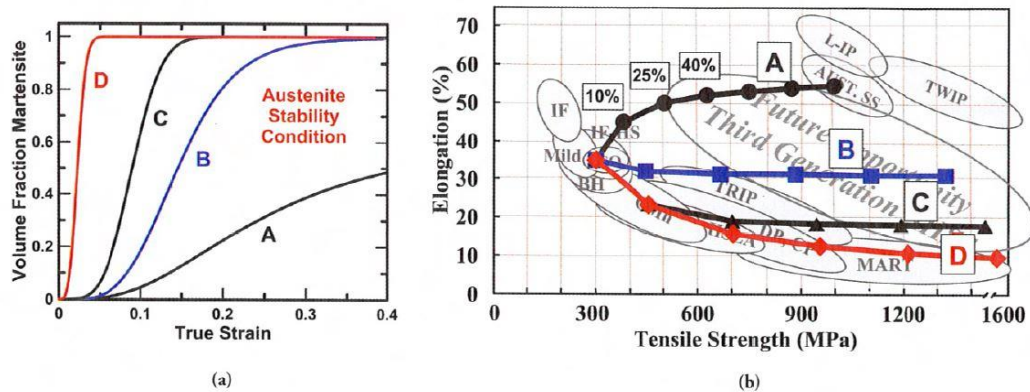 1
0.8
0.6
0.4
0.2
0
0
0.1
0.2
0.3
0.4
Volume Fraction Martensite
True Strain
D
C
B
A
Austenite
Stability
Condition
(a)
70
60
50
40
30
20
10
0
0
300
600
900
1200
1600
Elongation (%)
Tensile Strength (MPa)
10%
25%
40%
A
B
C
D
L-IP
AUST. SS
TWIP
IF
Mild
BH
TRIP
DP, CP
MART
Future Opportunity
Third Generation
(b)